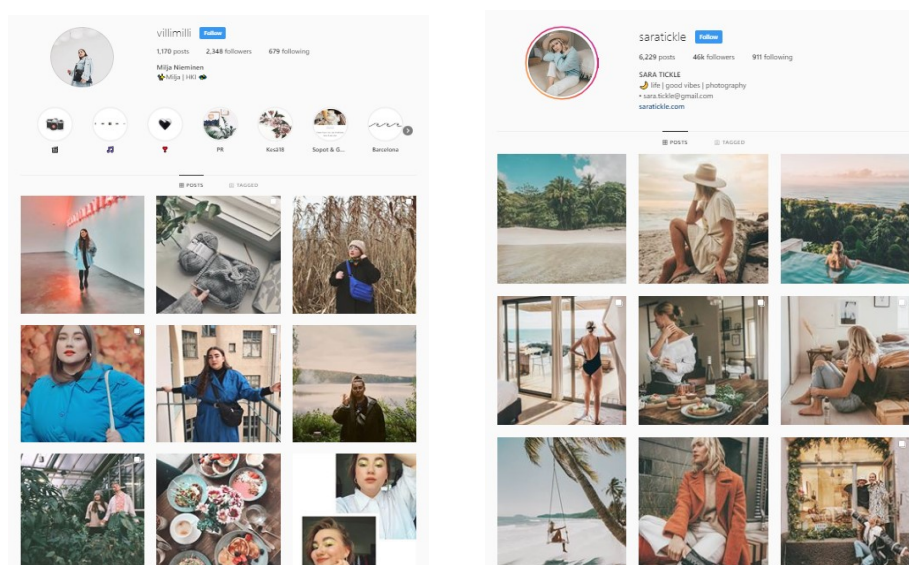 villimilli Follow
1,170 posts 2,348 followers 679 following
Milja Nieminen
Milja | HKI
PR Kesä18 Sopot & G... Barcelona
POSTS TAGGED
saratickle Follow
6,229 posts 46k followers 911 following
SARA TICKLE
life | good vibes | photography
• sara.tickle@gmail.com
saratickle.com
POSTS TAGGED